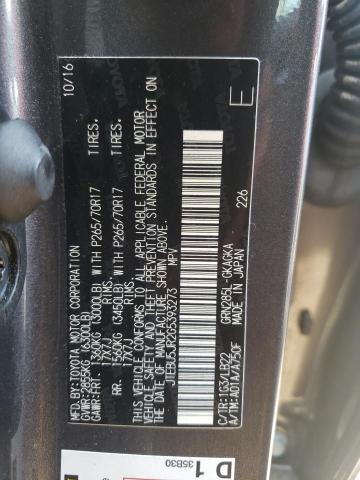 MFD. BY: TOYOTA MOTOR CORPORATION 10/16
GVWR: 2855KG (6300LB)
GAWR: FRT. 1360KG (3000LB) WITH P265/70R17 TIRES,
17X7J RIMS,
RR. 1560KG (3450LB) WITH P265/70R17 TIRES,
17X7J RIMS,
THIS VEHICLE CONFORMS TO ALL APPLICABLE FEDERAL MOTOR
VEHICLE SAFETY, BUMPER, AND THEFT PREVENTION STANDARDS IN EFFECT ON
THE DATE OF MANUFACTURE SHOWN ABOVE.
JTEBU5JR2G5393273 MPV
E
226
C/TR: 1G3/LB22 GRN285L-GKAGKA
A/TM: A01A/A750F MADE IN JAPAN
D 1
35B30